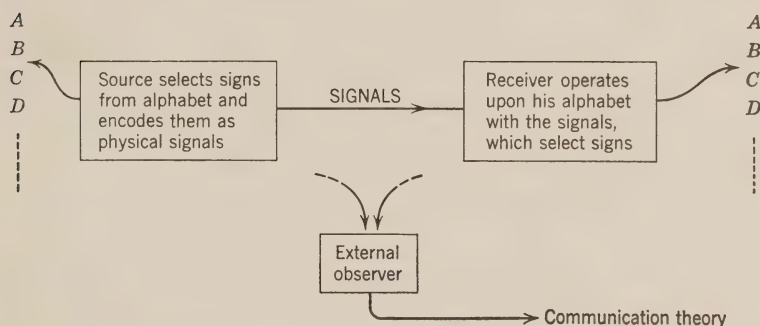 A
B
C
D
Source selects signs
from alphabet and
encodes them as
physical signals
SIGNALS
Receiver operates
upon his alphabet
with the signals,
which select signs
A
B
C
D
External
observer
Communication theory